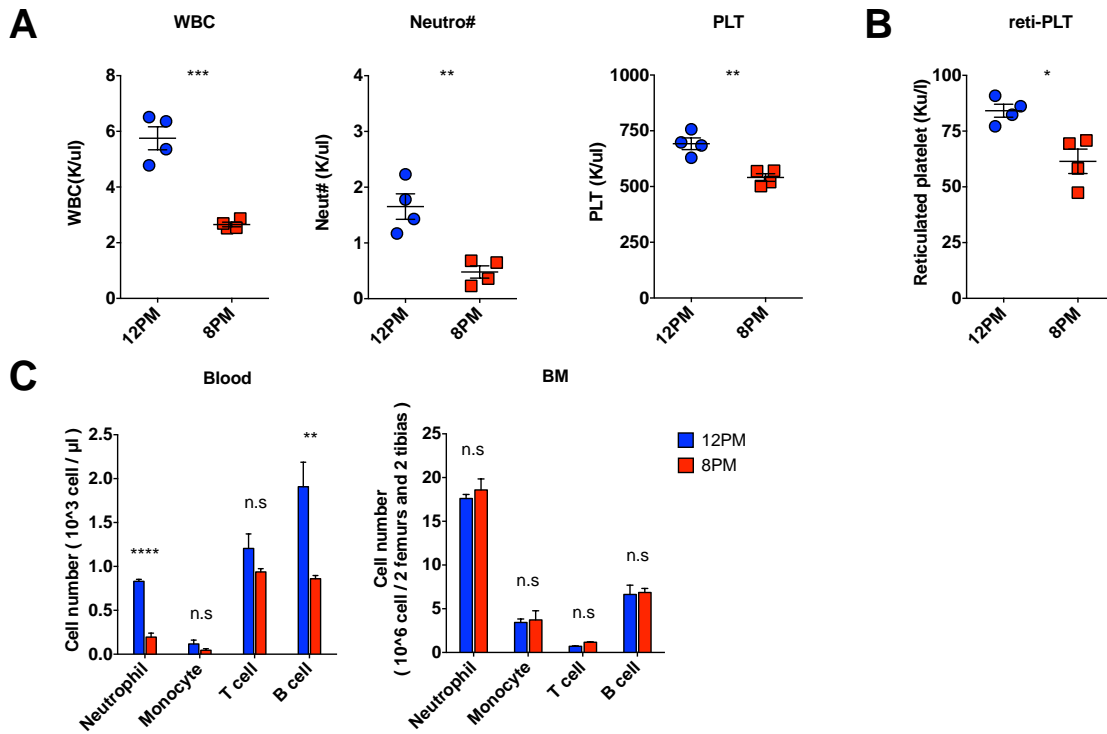 A
WBC
WBC(K/ul)
8
6
4
2
0
***
12PM
8PM
Neutro#
Neut# (K/ul)
4
3
2
1
0
**
12PM
8PM
PLT
PLT (K/ul)
1000
750
500
250
0
**
12PM
8PM
B
reti-PLT
Reticulated platelet (Ku/l)
100
75
50
25
0
*
12PM
8PM
C
Blood
Cell number ( 10^3 cell / µl )
2.5
2.0
1.5
1.0
0.5
0.0
****
n.s
n.s
**
Neutrophil
Monocyte
T cell
B cell
BM
Cell number
( 10^6 cell / 2 femurs and 2 tibias )
25
20
15
10
5
0
n.s
n.s
n.s
n.s
Neutrophil
Monocyte
T cell
B cell
12PM
8PM